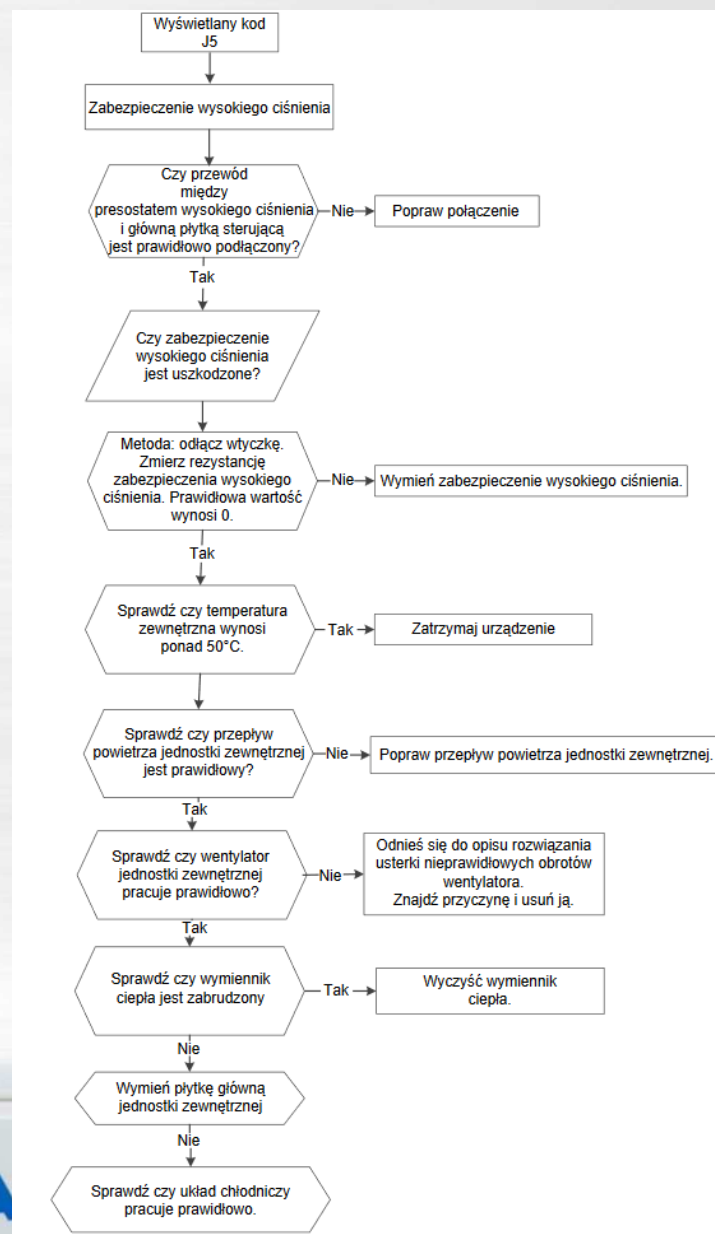 Wyświetlany kod
J5
Zabezpieczenie wysokiego ciśnienia
Czy przewód
między
presostatem wysokiego ciśnienia
i główną płytką sterującą
jest prawidłowo podłączony?
Nie
Popraw połączenie
Tak
Czy zabezpieczenie
wysokiego ciśnienia
jest uszkodzone?
Metoda: odłącz wtyczkę.
Zmierz rezystancję
zabezpieczenia wysokiego
ciśnienia. Prawidłowa wartość
wynosi 0.
Nie
Wymień zabezpieczenie wysokiego ciśnienia.
Tak
Sprawdź czy temperatura
zewnętrzna wynosi
ponad 50°C.
Tak
Zatrzymaj urządzenie
Sprawdź czy przepływ
powietrza jednostki zewnętrznej
jest prawidłowy?
Nie
Popraw przepływ powietrza jednostki zewnętrznej.
Tak
Sprawdź czy wentylator
jednostki zewnętrznej
pracuje prawidłowo?
Nie
Odnieś się do opisu rozwiązania
usterki nieprawidłowych obrotów
wentylatora.
Znajdź przyczynę i usuń ją.
Tak
Sprawdź czy wymiennik
ciepła jest zabrudzony
Tak
Wyczyść wymiennik
ciepła.
Nie
Wymień płytkę główną
jednostki zewnętrznej
Nie
Sprawdź czy układ chłodniczy
pracuje prawidłowo.